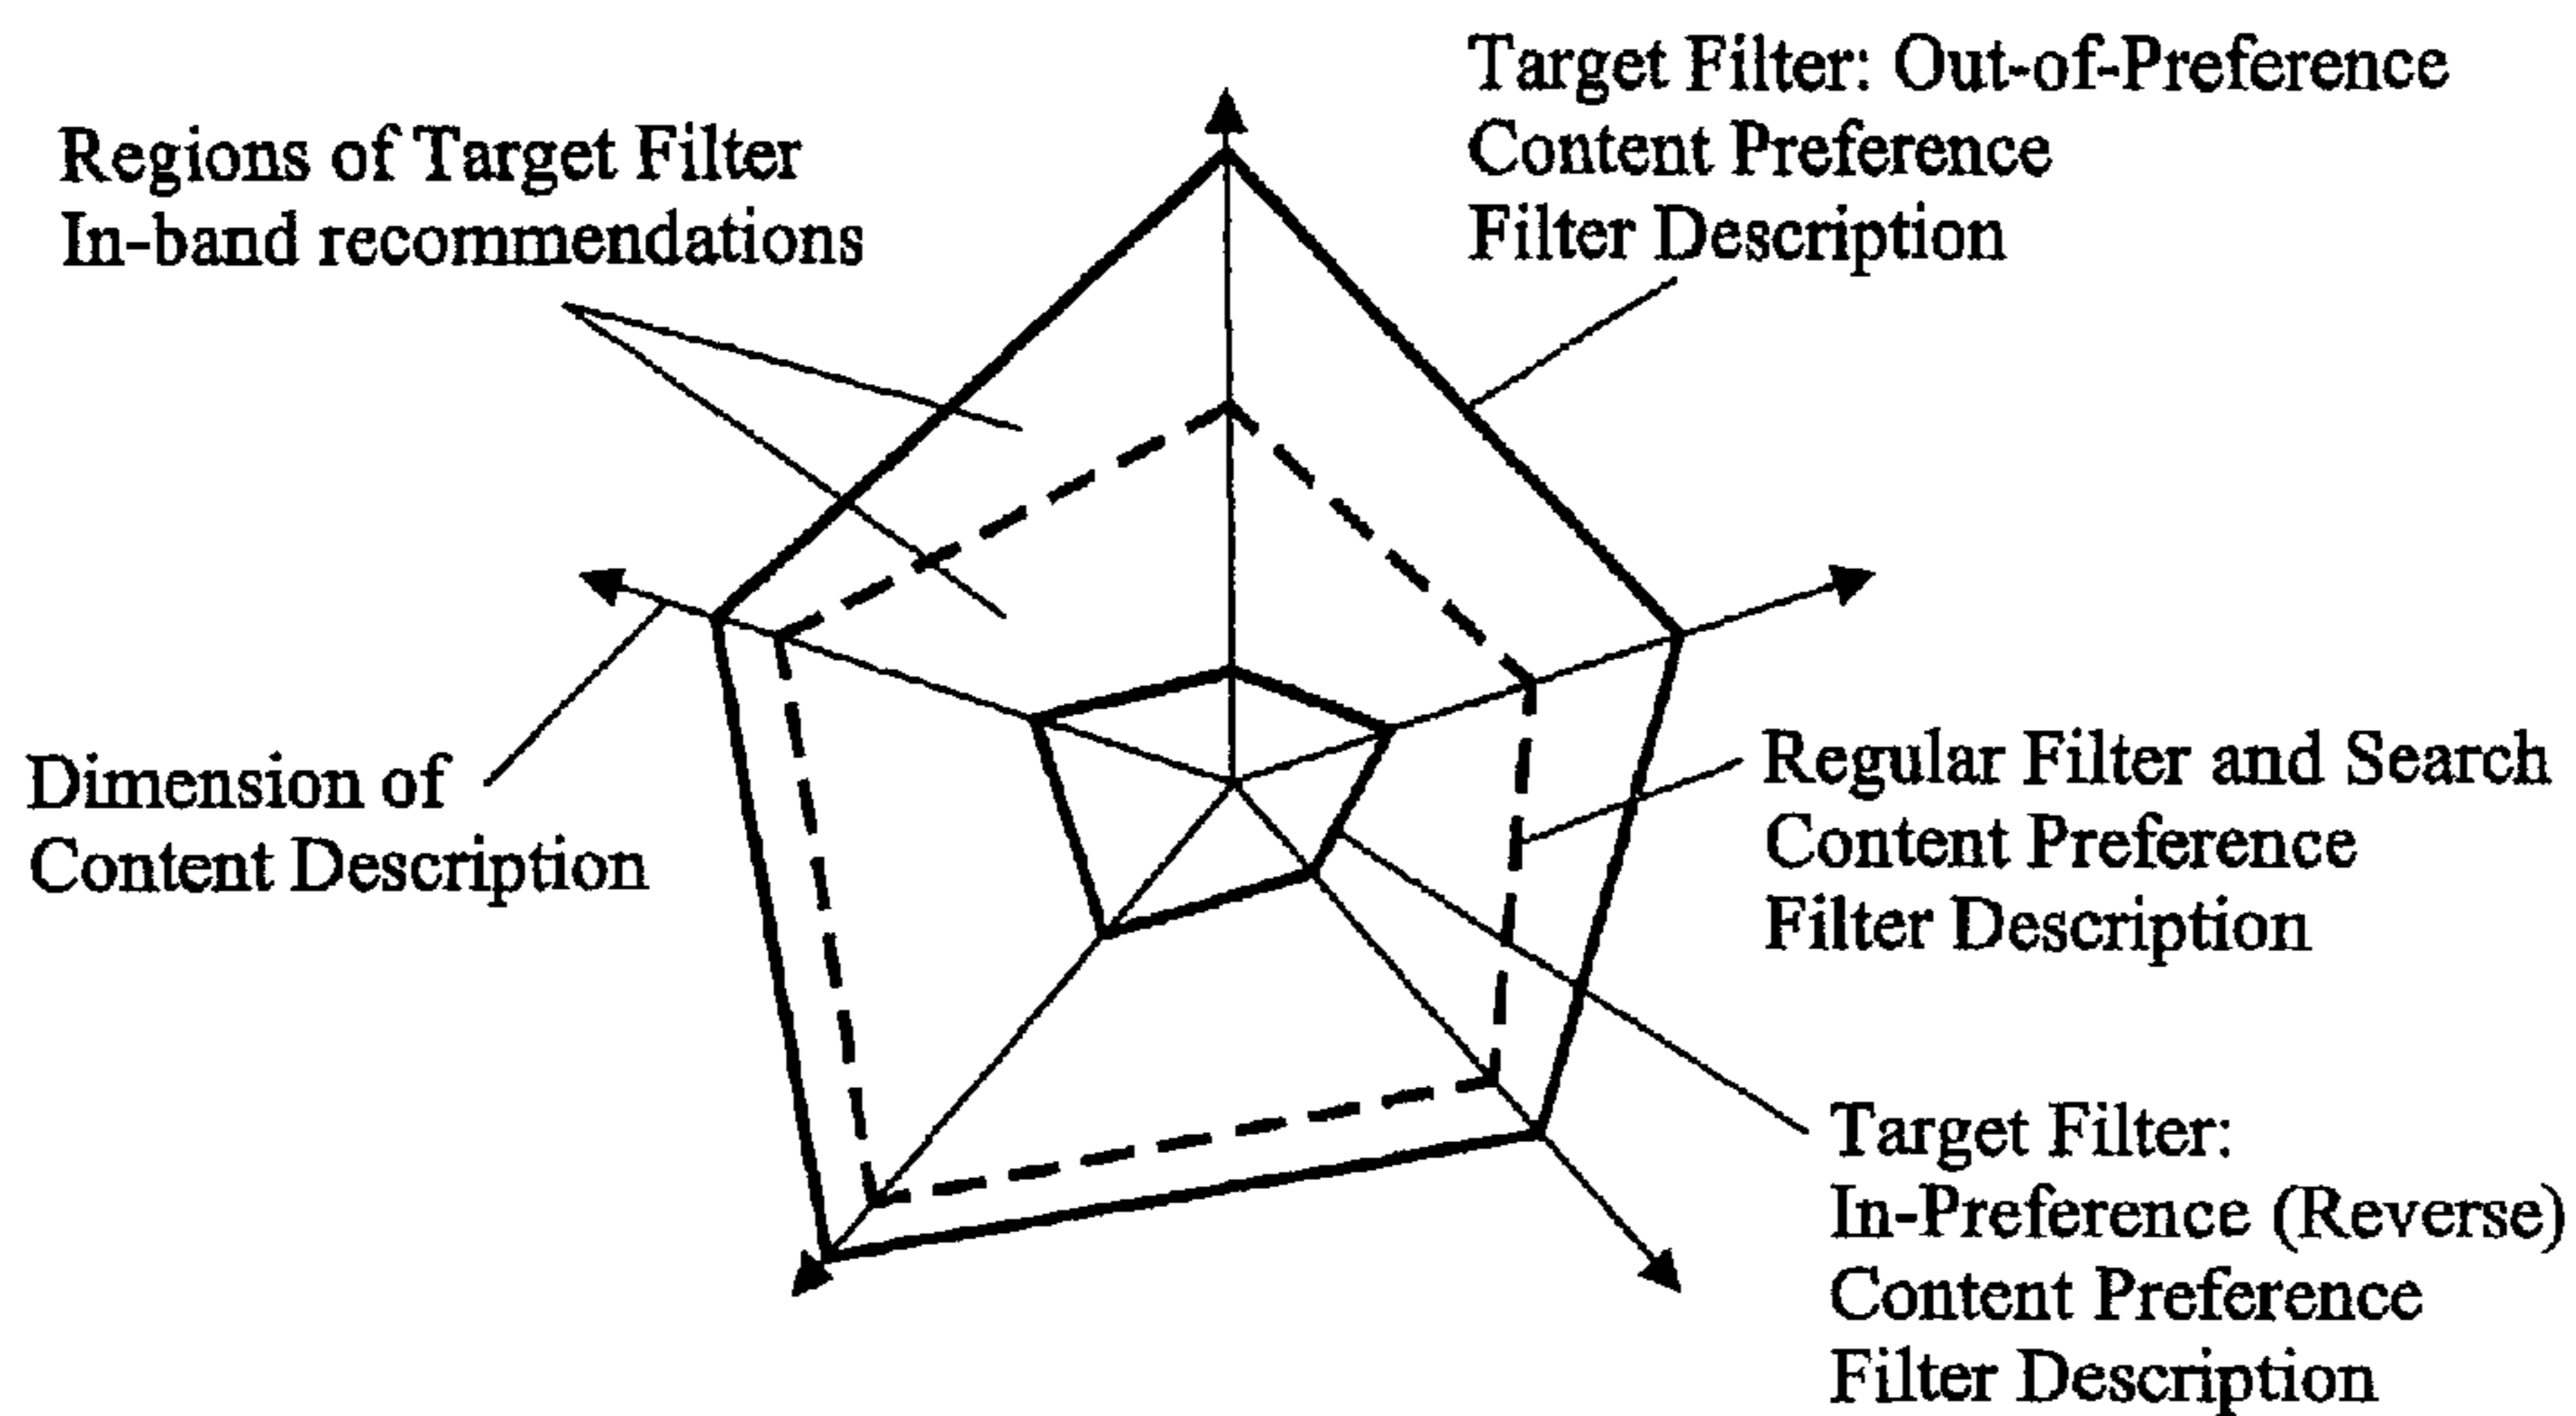 Target Filter: Out-of-Preference
Content Preference
Filter Description
Regions of Target Filter
In-band recommendations
Dimension of
Content Description
Regular Filter and Search
Content Preference
Filter Description
Target Filter:
In-Preference (Reverse)
Content Preference
Filter Description